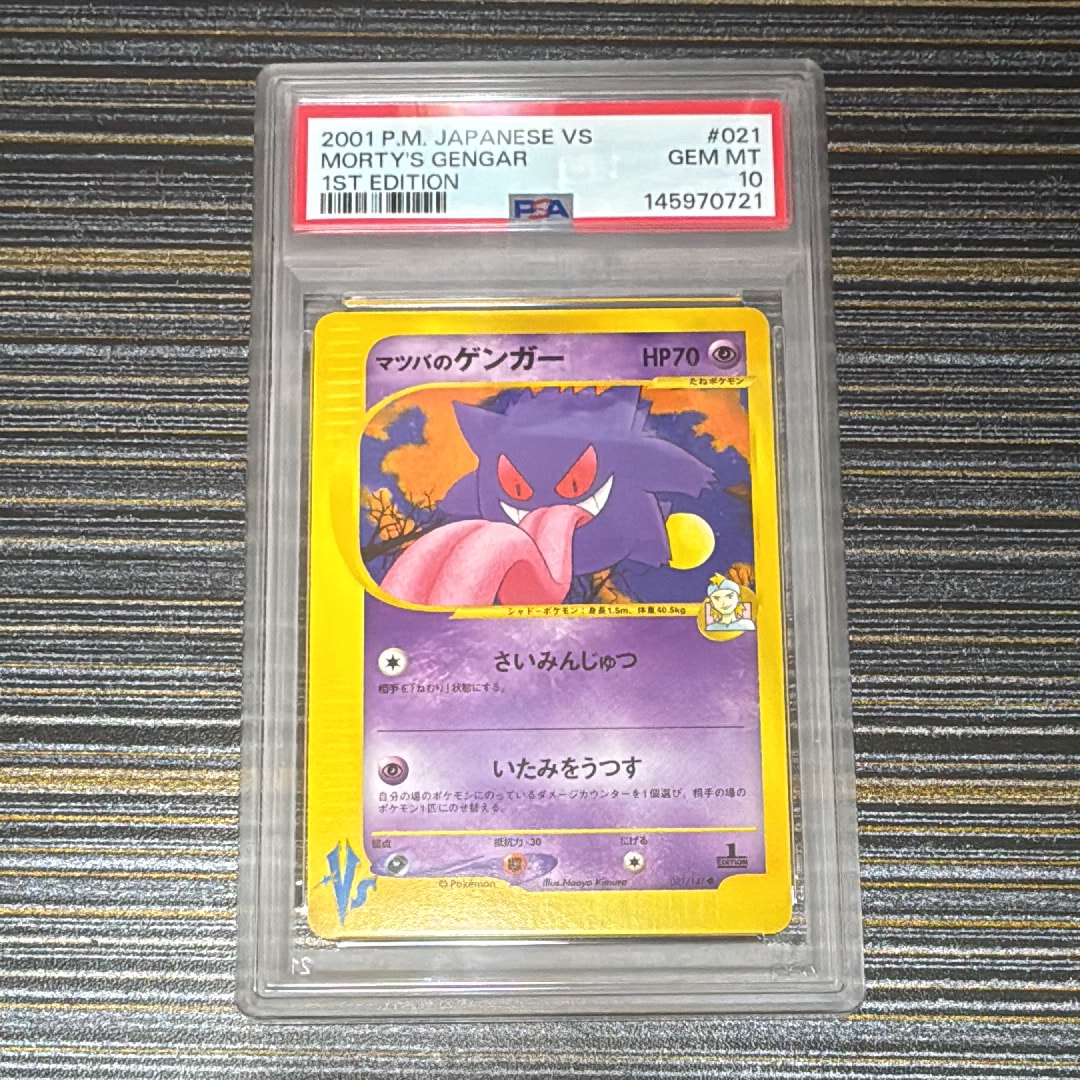 2001 P.M. JAPANESE VS #021
MORTY'S GENGAR GEM MT
1ST EDITION 10
PSA 145970721
マツバのゲンガー HP70
たねポケモン
シャドーポケモン:身長1.5m、体重40.5kg
さいみんじゅつ
相手を「ねむり」状態にする。
いたみをうつす
自分の場のポケモンにのっているダメージカウンターを1個選び、相手の場の
ポケモン1匹にのせ替える。
弱点 抵抗力 -30 にげる
1
EDITION
VS
©Pokémon Illus.Naoyo Kimura 021/141